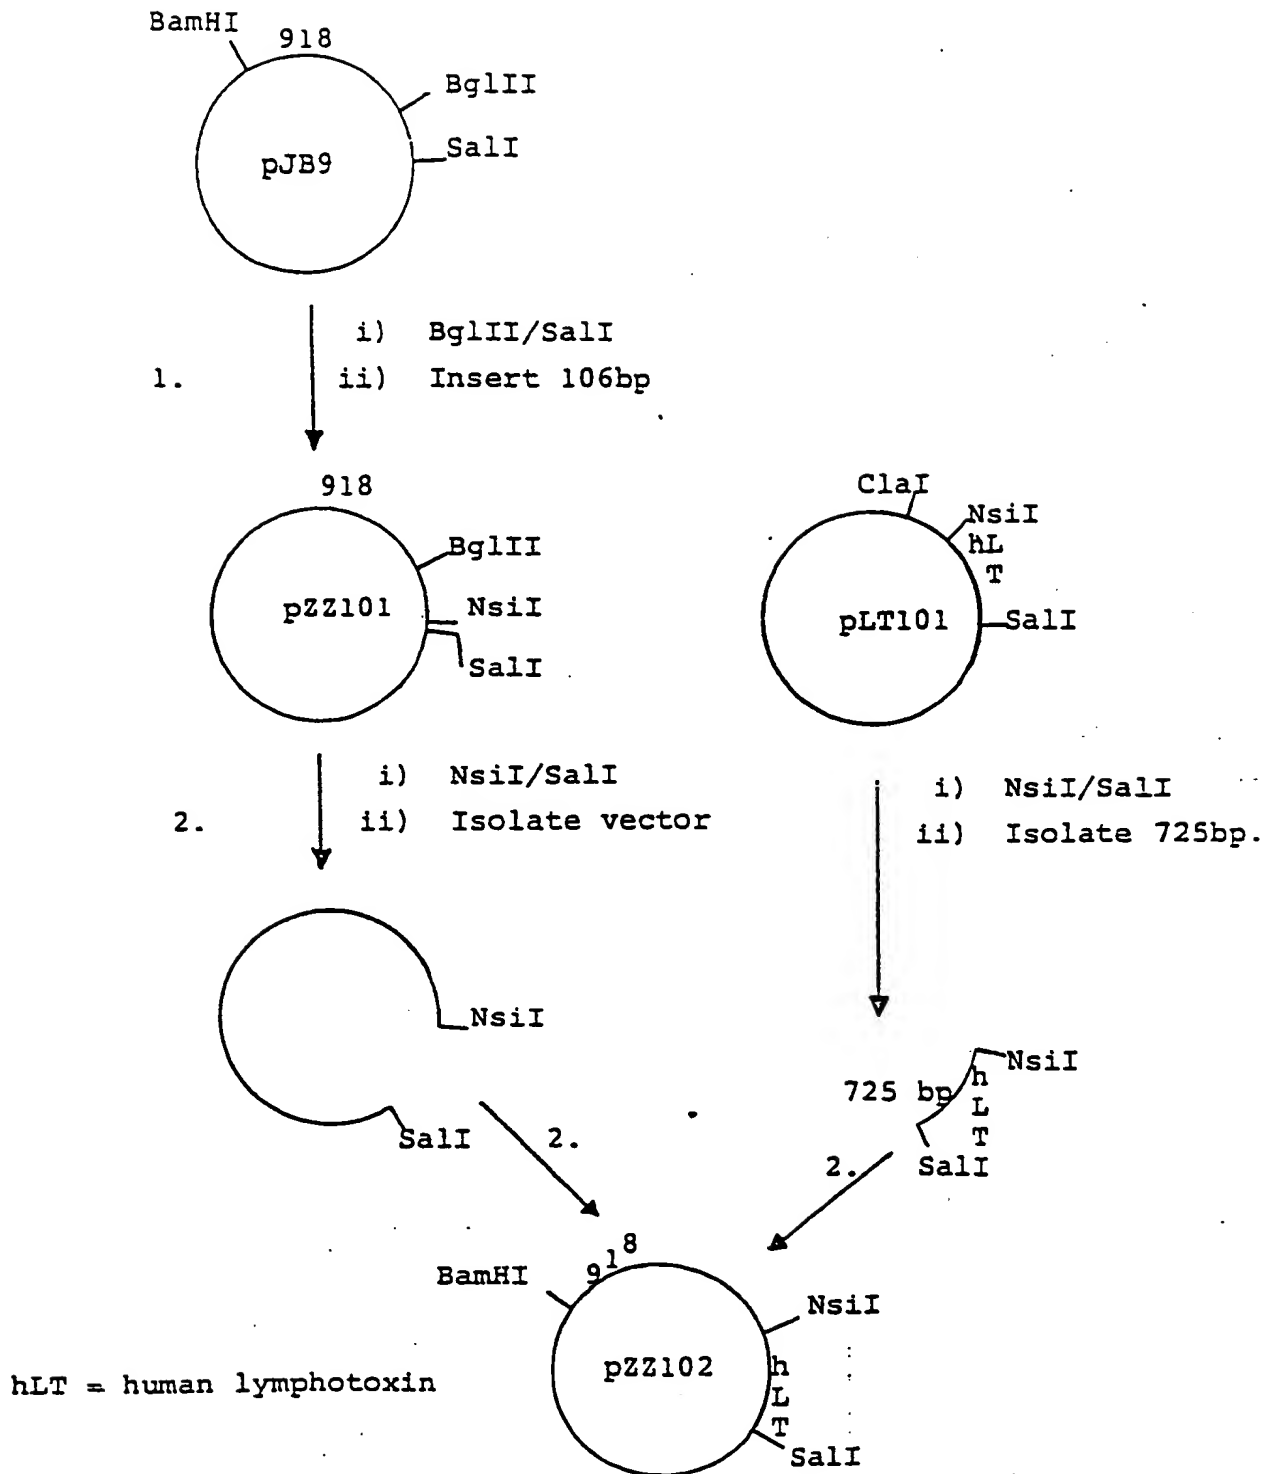 BamHI
918
BglII
SalI
pJB9
1.
i) BglII/SalI
ii) Insert 106bp
918
BglII
pZZ101
NsiI
SalI
ClaI
NsiI
hL
T
pLT101
SalI
2.
i) NsiI/SalI
ii) Isolate vector
i) NsiI/SalI
ii) Isolate 725bp.
NsiI
SalI
2.
725 bp
NsiI
h
L
T
SalI
2.
BamHI
918
NsiI
pZZ102
h
L
T
SalI
hLT = human lymphotoxin